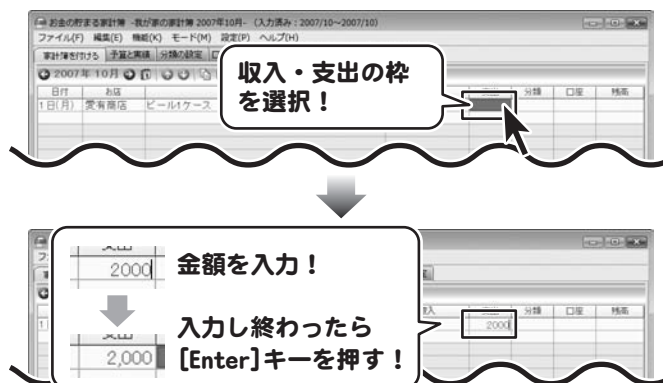 お金の貯まる家計簿 -我が家の家計簿 2007年10月- (入力済み：2007/10～2007/10)
ファイル(F) 編集(E) 機能(K) モード(M) 設定(P) ヘルプ(H)
家計簿を付ける 予算と実績 分類の設定
2007年 10月
収入・支出の枠
を選択！
日付 お店 分類 口座 残高
1日(月) 愛有商店 ビール1ケース
支出
2000 金額を入力！
入力し終わったら
[Enter]キーを押す！
支出
2,000
分類 口座 残高
2000